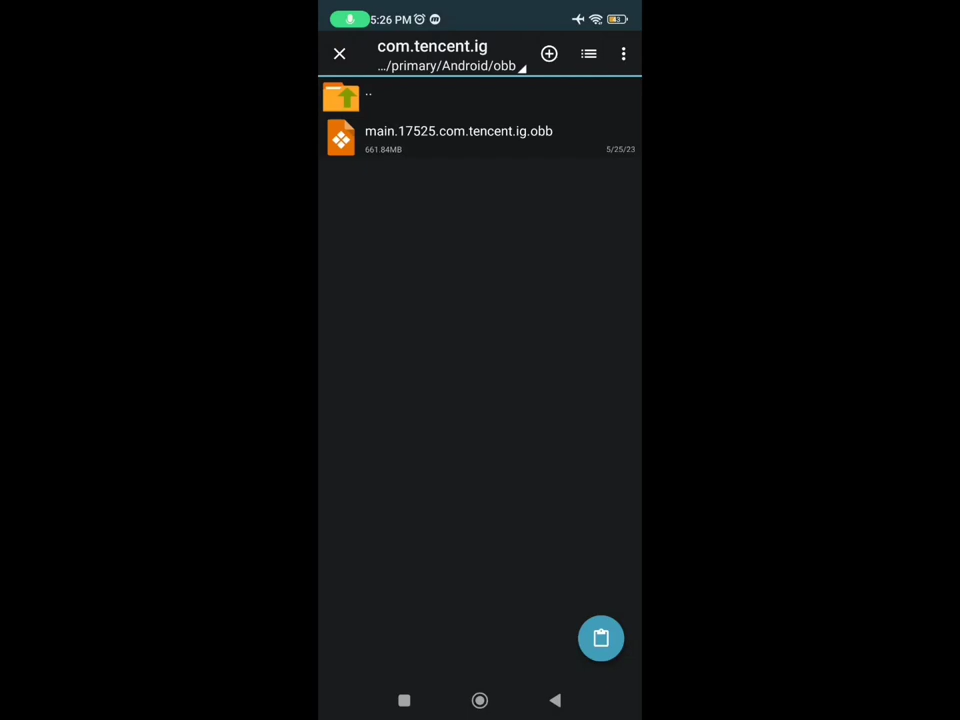 5:26 PM
com.tencent.ig
.../primary/Android/obb
..
main.17525.com.tencent.ig.obb
661.84MB 5/25/23